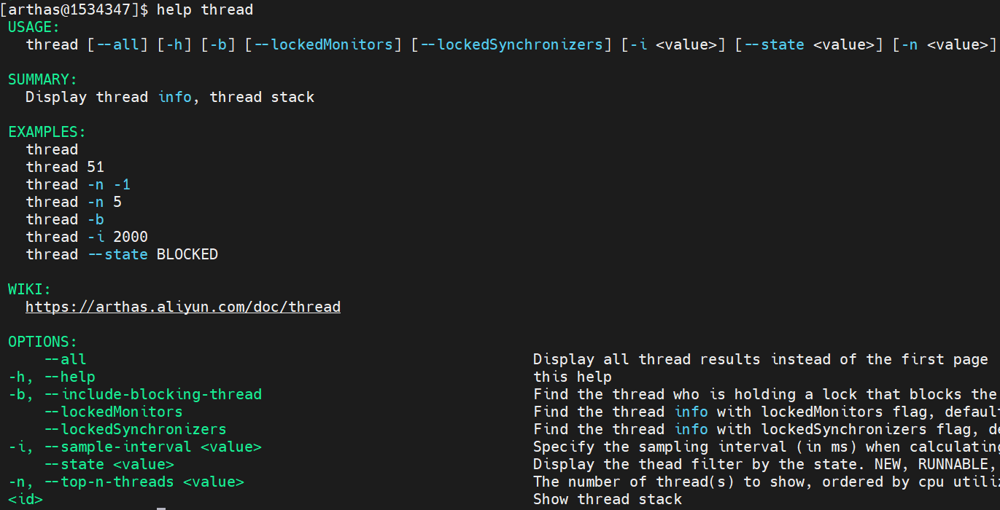 [arthas@1534347]$ help thread
USAGE:
thread [--all] [-h] [-b] [--lockedMonitors] [--lockedSynchronizers] [-i <value>] [--state <value>] [-n <value>]
SUMMARY:
Display thread info, thread stack
EXAMPLES:
thread
thread 51
thread -n -1
thread -n 5
thread -b
thread -i 2000
thread --state BLOCKED
WIKI:
https://arthas.aliyun.com/doc/thread
OPTIONS:
--all Display all thread results instead of the first page
-h, --help this help
-b, --include-blocking-thread Find the thread who is holding a lock that blocks the
--lockedMonitors Find the thread info with lockedMonitors flag, default
--lockedSynchronizers Find the thread info with lockedSynchronizers flag, de
-i, --sample-interval <value> Specify the sampling interval (in ms) when calculating
--state <value> Display the thead filter by the state. NEW, RUNNABLE,
-n, --top-n-threads <value> The number of thread(s) to show, ordered by cpu utili
<id> Show thread stack